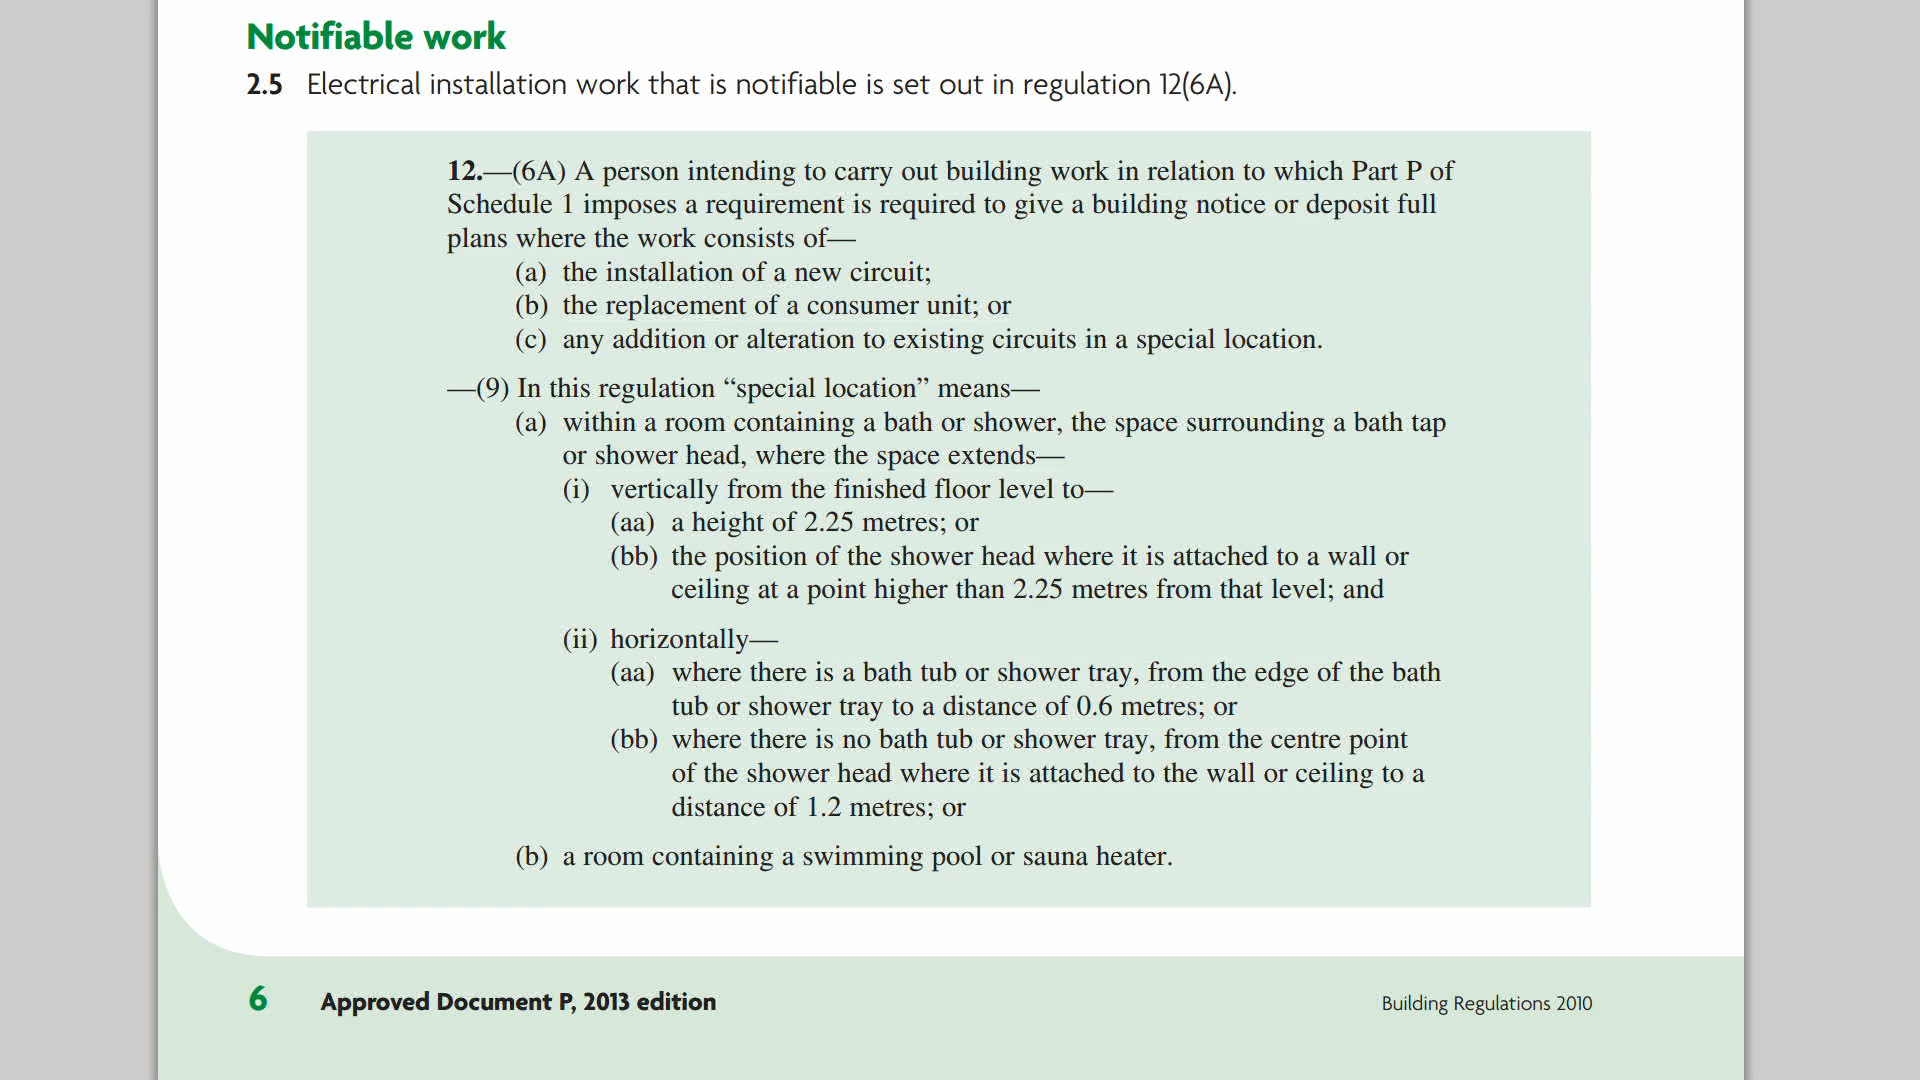 Notifiable work
2.5 Electrical installation work that is notifiable is set out in regulation 12(6A).
12.—(6A) A person intending to carry out building work in relation to which Part P of
Schedule 1 imposes a requirement is required to give a building notice or deposit full
plans where the work consists of—
(a) the installation of a new circuit;
(b) the replacement of a consumer unit; or
(c) any addition or alteration to existing circuits in a special location.
—(9) In this regulation “special location” means—
(a) within a room containing a bath or shower, the space surrounding a bath tap
or shower head, where the space extends—
(i) vertically from the finished floor level to—
(aa) a height of 2.25 metres; or
(bb) the position of the shower head where it is attached to a wall or
ceiling at a point higher than 2.25 metres from that level; and
(ii) horizontally—
(aa) where there is a bath tub or shower tray, from the edge of the bath
tub or shower tray to a distance of 0.6 metres; or
(bb) where there is no bath tub or shower tray, from the centre point
of the shower head where it is attached to the wall or ceiling to a
distance of 1.2 metres; or
(b) a room containing a swimming pool or sauna heater.
6 Approved Document P, 2013 edition Building Regulations 2010